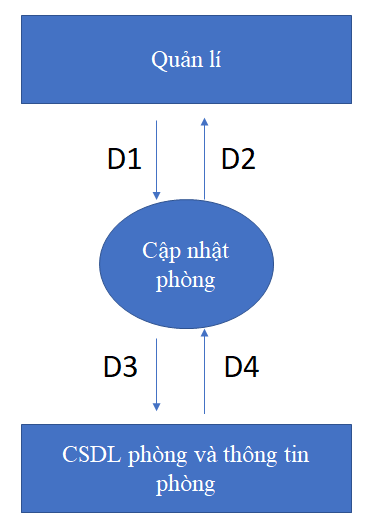 Quản lí
D1 D2
Cập nhật
phòng
D3 D4
CSDL phòng và thông tin
phòng